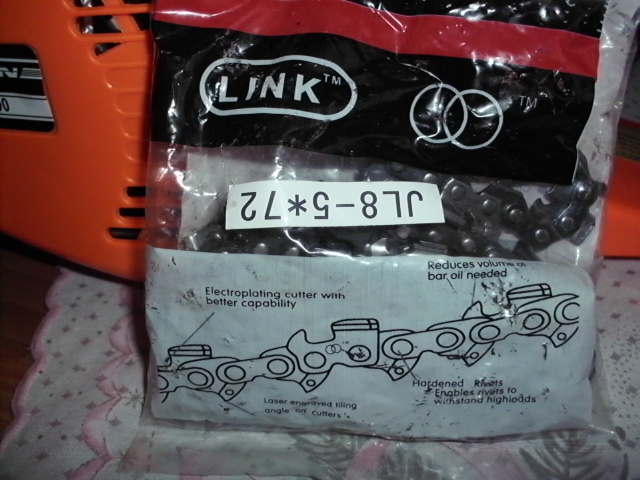 LINK™
™
JL8-5*72
Reduces volume of
bar oil needed
Electroplating cutter with
better capability
Hardened Rivets
Enables rivets to
withstand highloads
Laser engraved filing
angle on cutters